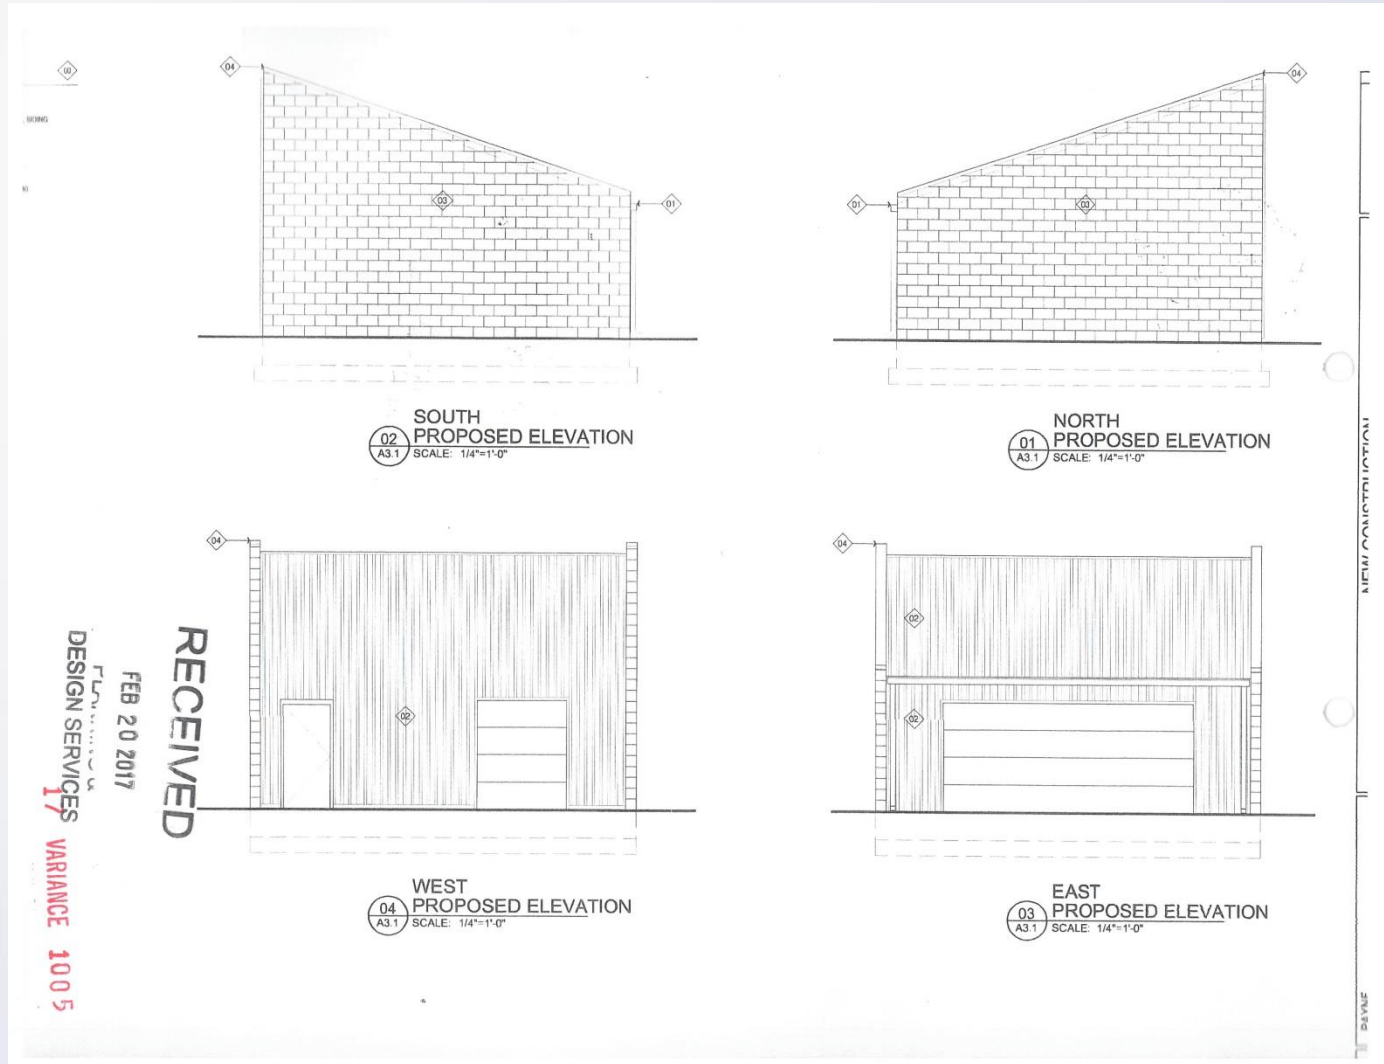 04
03
01
SOUTH
02 PROPOSED ELEVATION
A3.1 SCALE: 1/4"=1'-0"
04
01
03
NORTH
01 PROPOSED ELEVATION
A3.1 SCALE: 1/4"=1'-0"
04
02
WEST
04 PROPOSED ELEVATION
A3.1 SCALE: 1/4"=1'-0"
04
02
02
EAST
03 PROPOSED ELEVATION
A3.1 SCALE: 1/4"=1'-0"
RECEIVED
FEB 20 2017
DESIGN SERVICES
17 VARIANCE 1005
NEW CONSTRUCTION
PAYNE